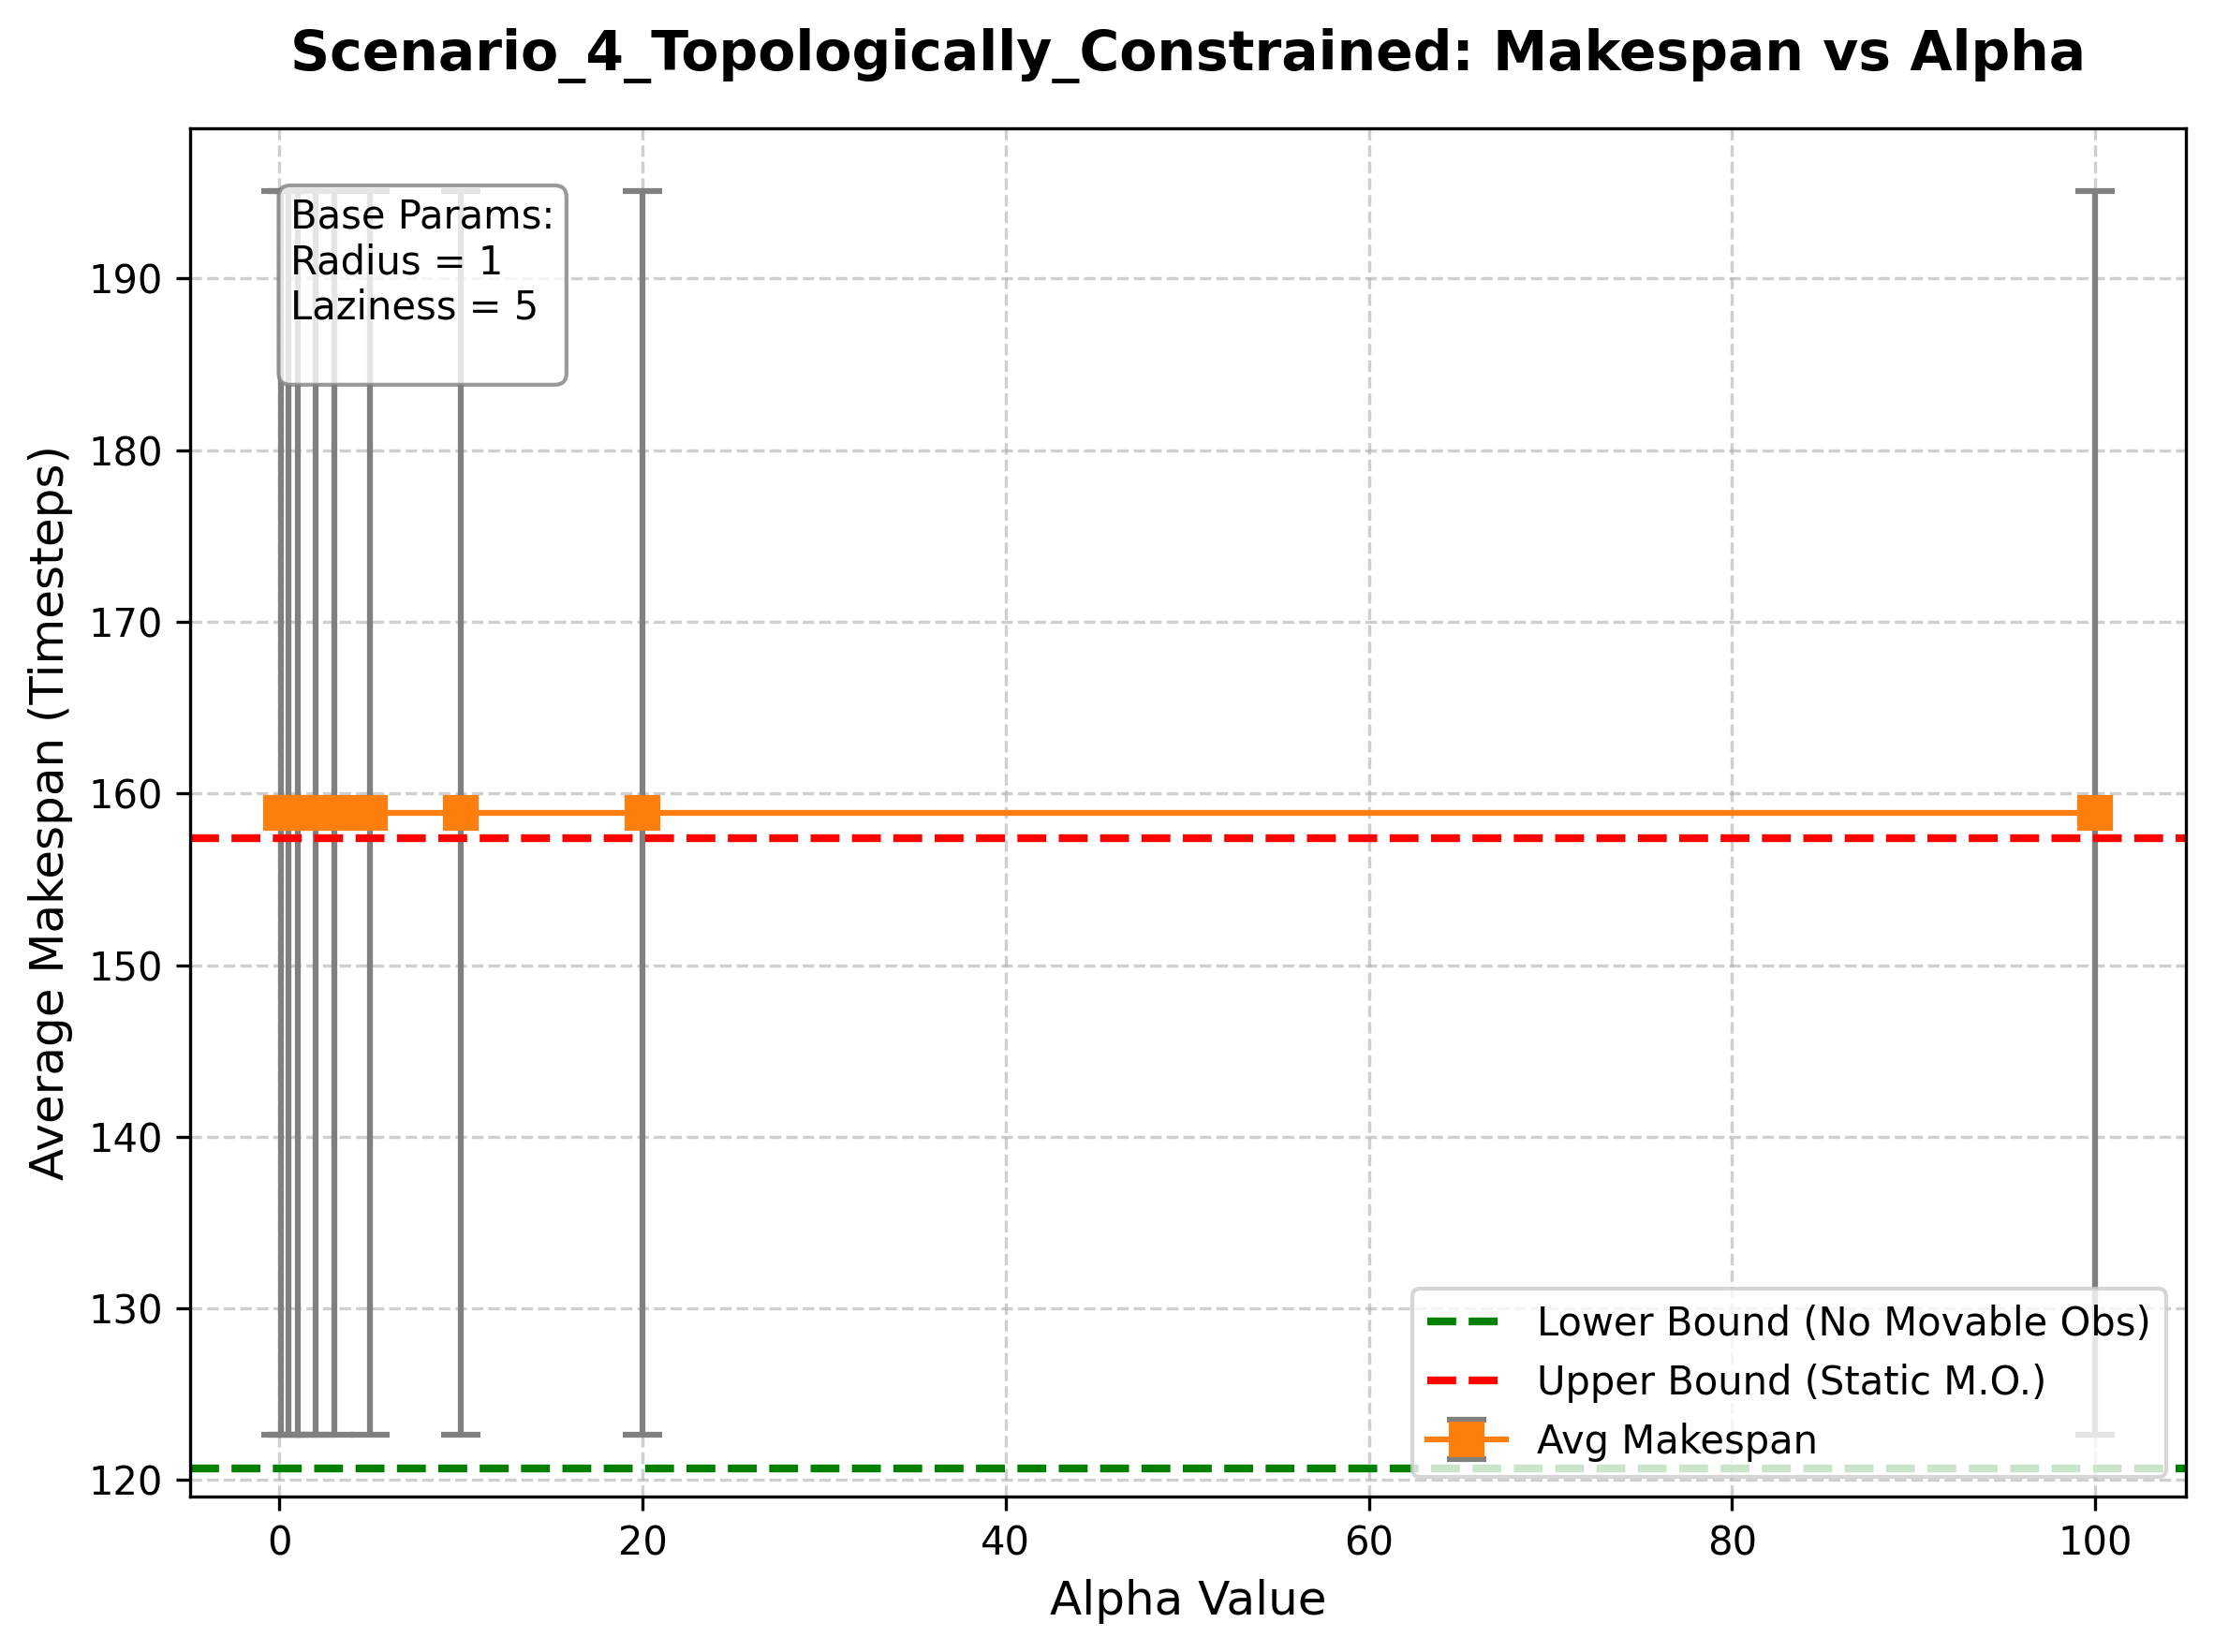 Scenario_4_Topologically_Constrained: Makespan vs Alpha
Base Params:
Radius = 1
Laziness = 5
Average Makespan (Timesteps)
190
180
170
160
150
140
130
120
Lower Bound (No Movable Obs)
Upper Bound (Static M.O.)
Avg Makespan
0
20
40
60
80
100
Alpha Value